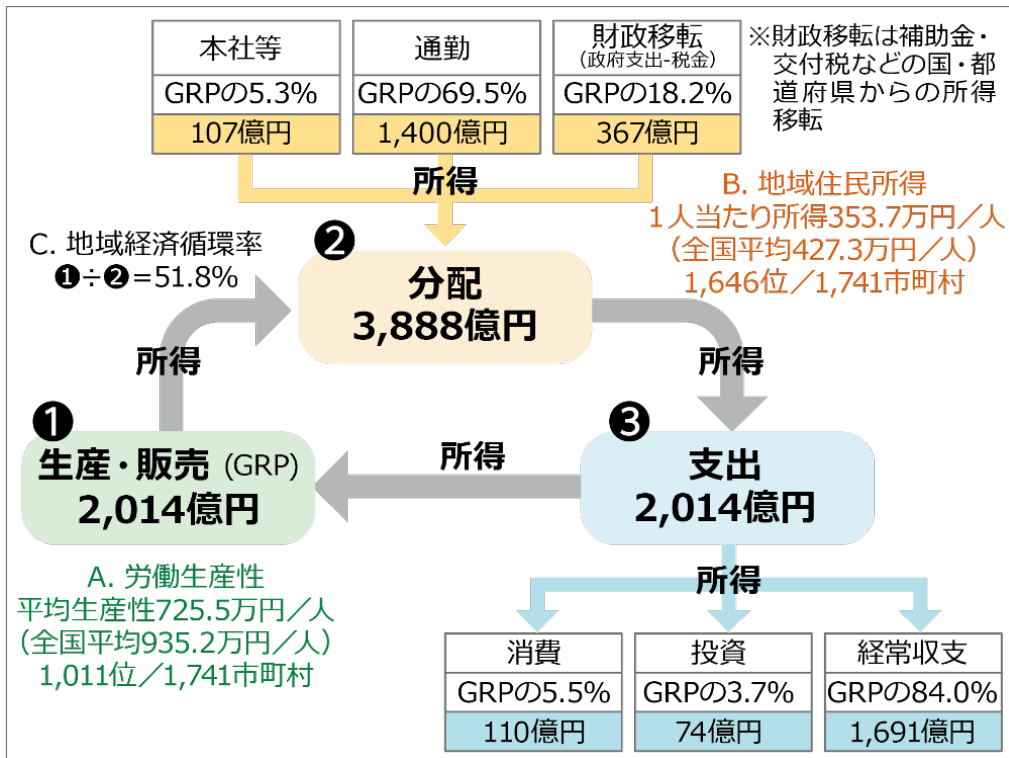 本社等
GRPの5.3%
107億円
通勤
GRPの69.5%
1,400億円
財政移転
(政府支出-税金)
GRPの18.2%
367億円
※財政移転は補助金・
交付税などの国・都
道府県からの所得
移転
所得
B. 地域住民所得
1人当たり所得353.7万円／人
（全国平均427.3万円／人）
1,646位／1,741市町村
C. 地域経済循環率
❶÷❷＝51.8%
❷
分配
3,888億円
所得
所得
❶
生産・販売 (GRP)
2,014億円
所得
❸
支出
2,014億円
A. 労働生産性
平均生産性725.5万円／人
（全国平均935.2万円／人）
1,011位／1,741市町村
所得
消費
GRPの5.5%
110億円
投資
GRPの3.7%
74億円
経常収支
GRPの84.0%
1,691億円